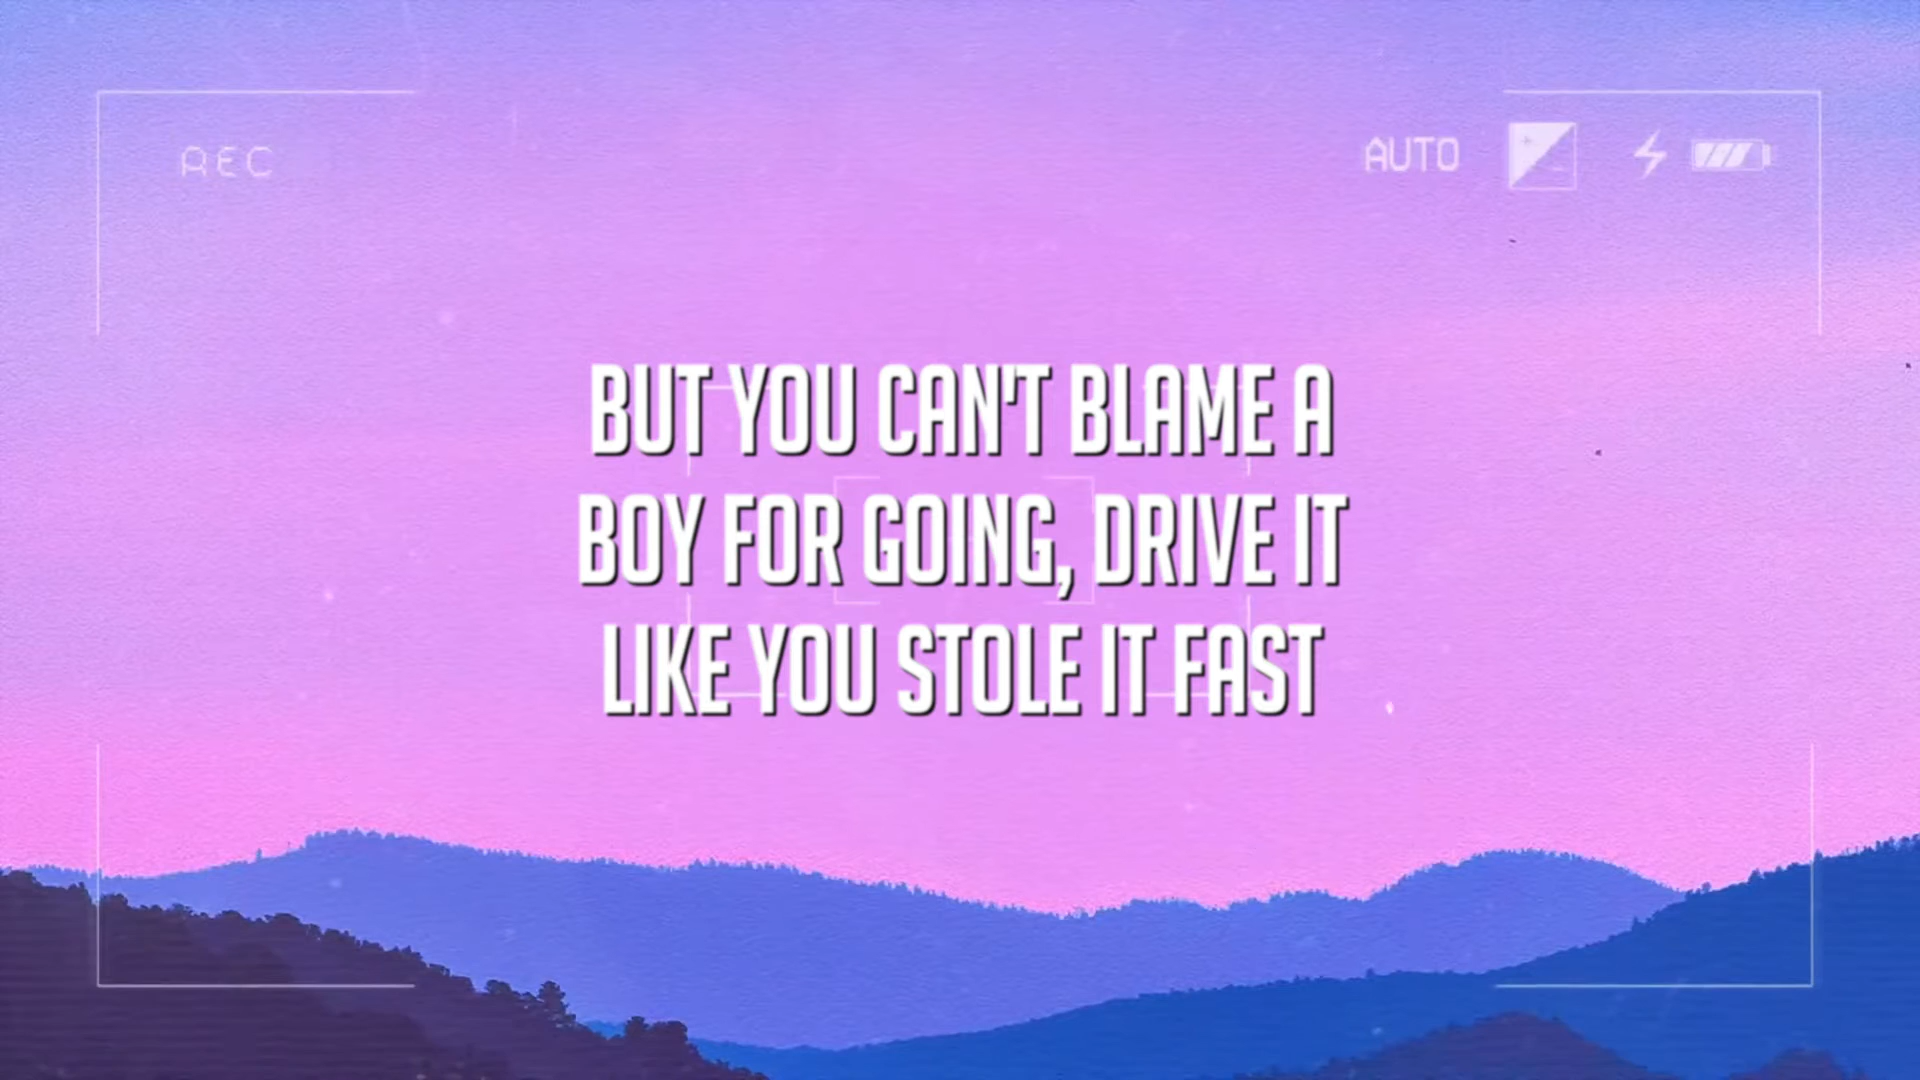 REC
AUTO
BUT YOU CAN'T BLAME A
BOY FOR GOING, DRIVE IT
LIKE YOU STOLE IT FAST